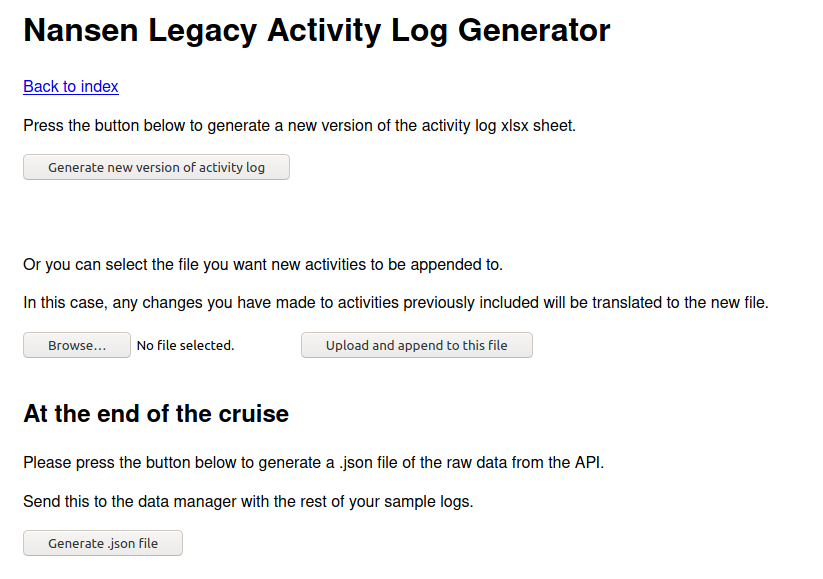 Nansen Legacy Activity Log Generator
Back to index
Press the button below to generate a new version of the activity log xlsx sheet.
Generate new version of activity log
Or you can select the file you want new activities to be appended to.
In this case, any changes you have made to activities previously included will be translated to the new file.
Browse... No file selected. Upload and append to this file
At the end of the cruise
Please press the button below to generate a .json file of the raw data from the API.
Send this to the data manager with the rest of your sample logs.
Generate .json file